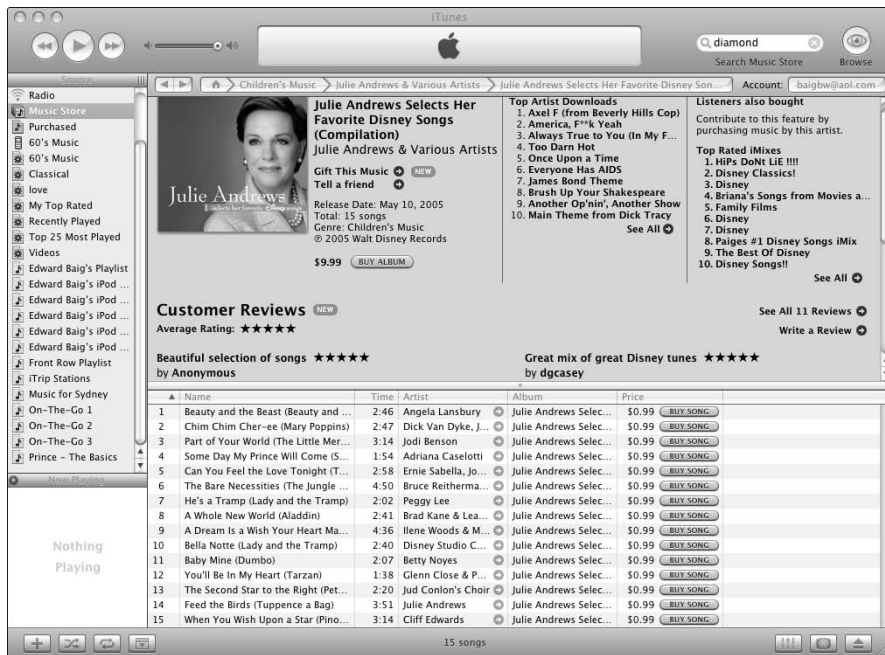 iTunes
diamond
Search Music Store
Browse
Source
Radio
Music Store
Purchased
60's Music
60's Music
Classical
love
My Top Rated
Recently Played
Top 25 Most Played
Videos
Edward Baig's Playlist
Edward Baig's iPod ...
Edward Baig's iPod ...
Edward Baig's iPod ...
Edward Baig's iPod ...
Edward Baig's iPod ...
Front Row Playlist
iTrip Stations
Music for Sydney
On-The-Go 1
On-The-Go 2
On-The-Go 3
Prince - The Basics
Now Playing
Nothing
Playing
Children's Music
Julie Andrews & Various Artists
Julie Andrews Selects Her Favorite Disney Son...
Account: baigbw@aol.com
Julie Andrews
selects her favorite Disney songs
Julie Andrews Selects Her
Favorite Disney Songs
(Compilation)
Julie Andrews & Various Artists
Gift This Music NEW
Tell a friend
Release Date: May 10, 2005
Total: 15 songs
Genre: Children's Music
℗ 2005 Walt Disney Records
$9.99 BUY ALBUM
Top Artist Downloads
1. Axel F (from Beverly Hills Cop)
2. America, F**k Yeah
3. Always True to You (In My F...
4. Too Darn Hot
5. Once Upon a Time
6. Everyone Has AIDS
7. James Bond Theme
8. Brush Up Your Shakespeare
9. Another Op'nin', Another Show
10. Main Theme from Dick Tracy
See All
Listeners also bought
Contribute to this feature by
purchasing music by this artist.
Top Rated iMixes
1. HiPs DoNt LiE !!!!
2. Disney Classics!
3. Disney
4. Briana's Songs from Movies a...
5. Family Films
6. Disney
7. Disney
8. Paiges #1 Disney Songs iMix
9. The Best Of Disney
10. Disney Songs!!
See All
Customer Reviews NEW
Average Rating: ★★★★★
See All 11 Reviews
Write a Review
Beautiful selection of songs ★★★★★
by Anonymous
Great mix of great Disney tunes ★★★★★
by dgcasey
Name Time Artist Album Price
1 Beauty and the Beast (Beauty and ... 2:46 Angela Lansbury Julie Andrews Selec... $0.99 BUY SONG
2 Chim Chim Cher-ee (Mary Poppins) 2:47 Dick Van Dyke, J... Julie Andrews Selec... $0.99 BUY SONG
3 Part of Your World (The Little Mer... 3:14 Jodi Benson Julie Andrews Selec... $0.99 BUY SONG
4 Some Day My Prince Will Come (S... 1:54 Adriana Caselotti Julie Andrews Selec... $0.99 BUY SONG
5 Can You Feel the Love Tonight (T... 2:58 Ernie Sabella, Jo... Julie Andrews Selec... $0.99 BUY SONG
6 The Bare Necessities (The Jungle ... 4:50 Bruce Reitherma... Julie Andrews Selec... $0.99 BUY SONG
7 He's a Tramp (Lady and the Tramp) 2:02 Peggy Lee Julie Andrews Selec... $0.99 BUY SONG
8 A Whole New World (Aladdin) 2:41 Brad Kane & Lea... Julie Andrews Selec... $0.99 BUY SONG
9 A Dream Is a Wish Your Heart Ma... 4:36 Ilene Woods & M... Julie Andrews Selec... $0.99 BUY SONG
10 Bella Notte (Lady and the Tramp) 2:40 Disney Studio C... Julie Andrews Selec... $0.99 BUY SONG
11 Baby Mine (Dumbo) 2:07 Betty Noyes Julie Andrews Selec... $0.99 BUY SONG
12 You'll Be In My Heart (Tarzan) 1:38 Glenn Close & P... Julie Andrews Selec... $0.99 BUY SONG
13 The Second Star to the Right (Pet... 2:20 Jud Conlon's Choir Julie Andrews Selec... $0.99 BUY SONG
14 Feed the Birds (Tuppence a Bag) 3:51 Julie Andrews Julie Andrews Selec... $0.99 BUY SONG
15 When You Wish Upon a Star (Pino... 3:14 Cliff Edwards Julie Andrews Selec... $0.99 BUY SONG
15 songs